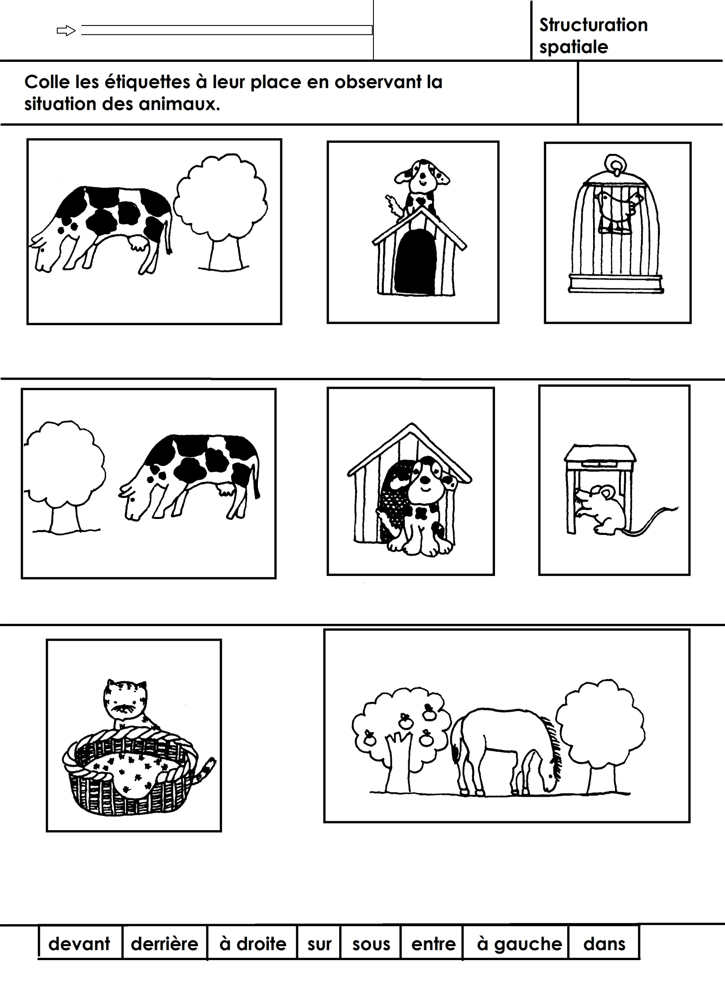 Structuration
spatiale
Colle les étiquettes à leur place en observant la
situation des animaux.
devant derrière à droite sur sous entre à gauche dans